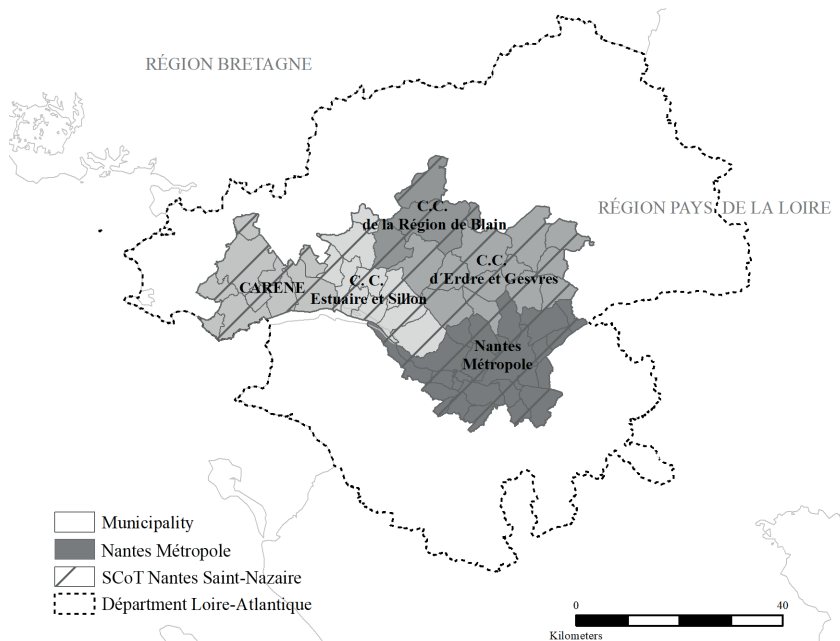 RÉGION BRETAGNE
RÉGION PAYS DE LA LOIRE
C.C.
de la Région de Blain
C.C.
d´Erdre et Gesvres
CARENE
C. C.
Estuaire et Sillon
Nantes
Métropole
Municipality
Nantes Métropole
SCoT Nantes Saint-Nazaire
Départment Loire-Atlantique
0 40
Kilometers